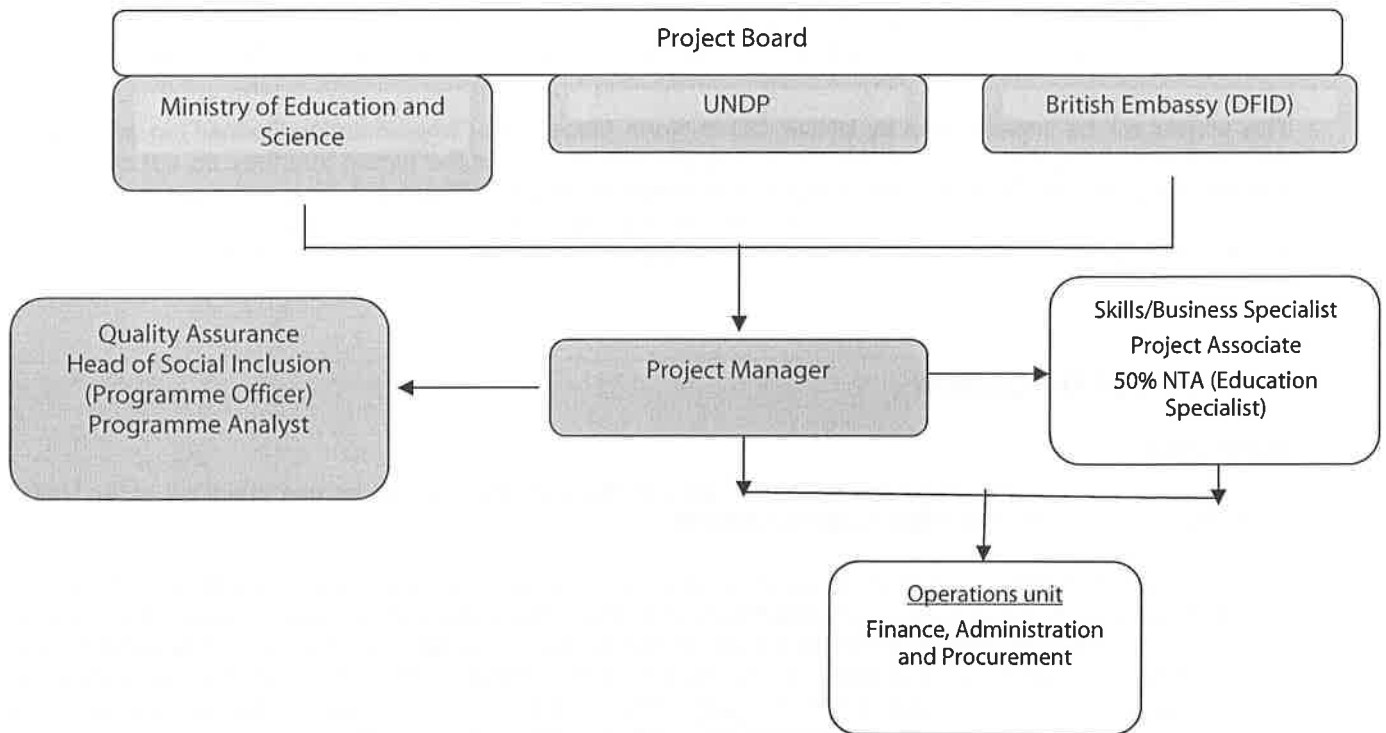 Project Board
Ministry of Education and
Science
UNDP
British Embassy (DFID)
Quality Assurance
Head of Social Inclusion
(Programme Officer)
Programme Analyst
Project Manager
Skills/Business Specialist
Project Associate
50% NTA (Education
Specialist)
Operations unit
Finance, Administration
and Procurement